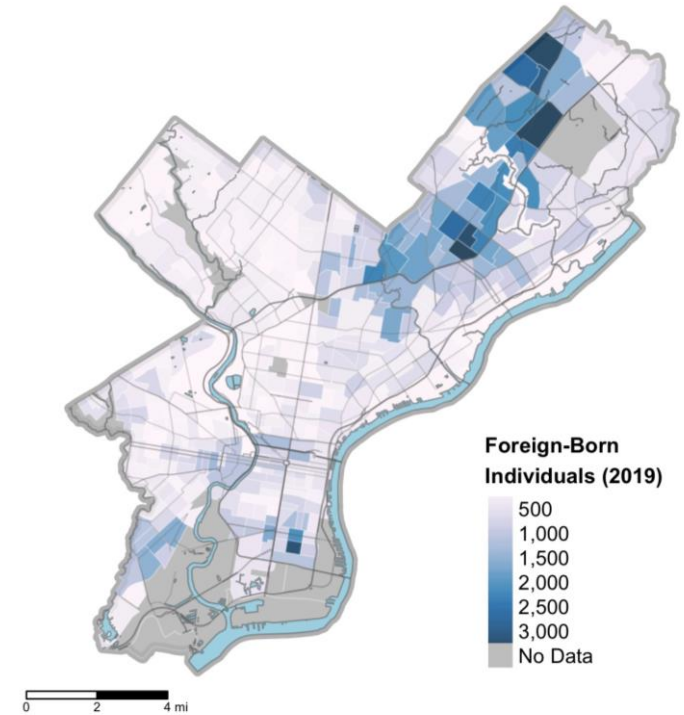 Foreign-Born
Individuals (2019)
500
1,000
1,500
2,000
2,500
3,000
No Data
0 2 4 mi